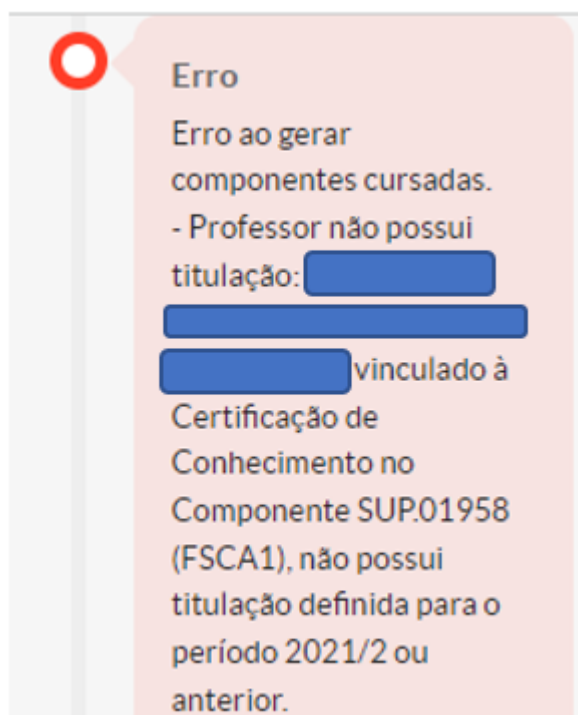 Erro
Erro ao gerar
componentes cursadas.
- Professor não possui
titulação:
vinculado à
Certificação de
Conhecimento no
Componente SUP.01958
(FSCA1), não possui
titulação definida para o
período 2021/2 ou
anterior.